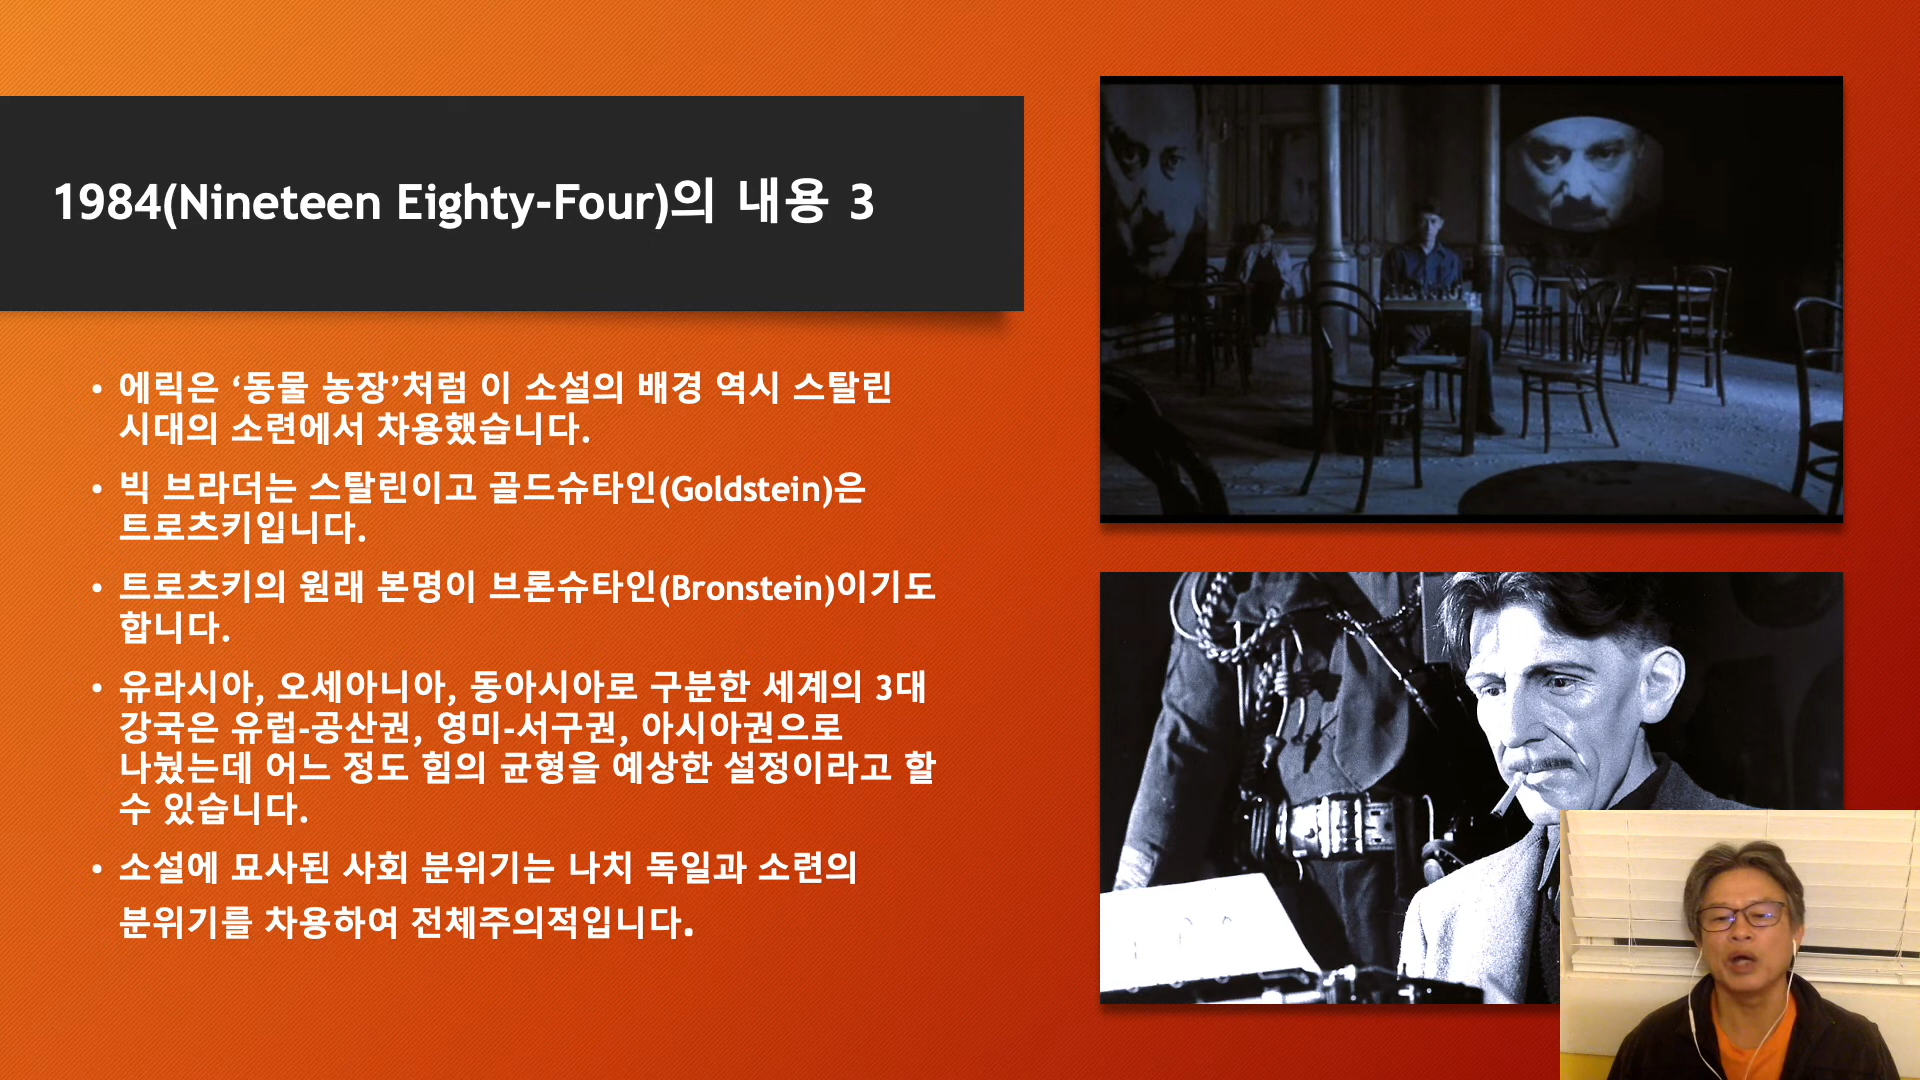 1984(Nineteen Eighty-Four)의 내용 3
• 에릭은 ‘동물 농장’처럼 이 소설의 배경 역시 스탈린
시대의 소련에서 차용했습니다.
• 빅 브라더는 스탈린이고 골드슈타인(Goldstein)은
트로츠키입니다.
• 트로츠키의 원래 본명이 브론슈타인(Bronstein)이기도
합니다.
• 유라시아, 오세아니아, 동아시아로 구분한 세계의 3대
강국은 유럽-공산권, 영미-서구권, 아시아권으로
나눴는데 어느 정도 힘의 균형을 예상한 설정이라고 할
수 있습니다.
• 소설에 묘사된 사회 분위기는 나치 독일과 소련의
분위기를 차용하여 전체주의적입니다.